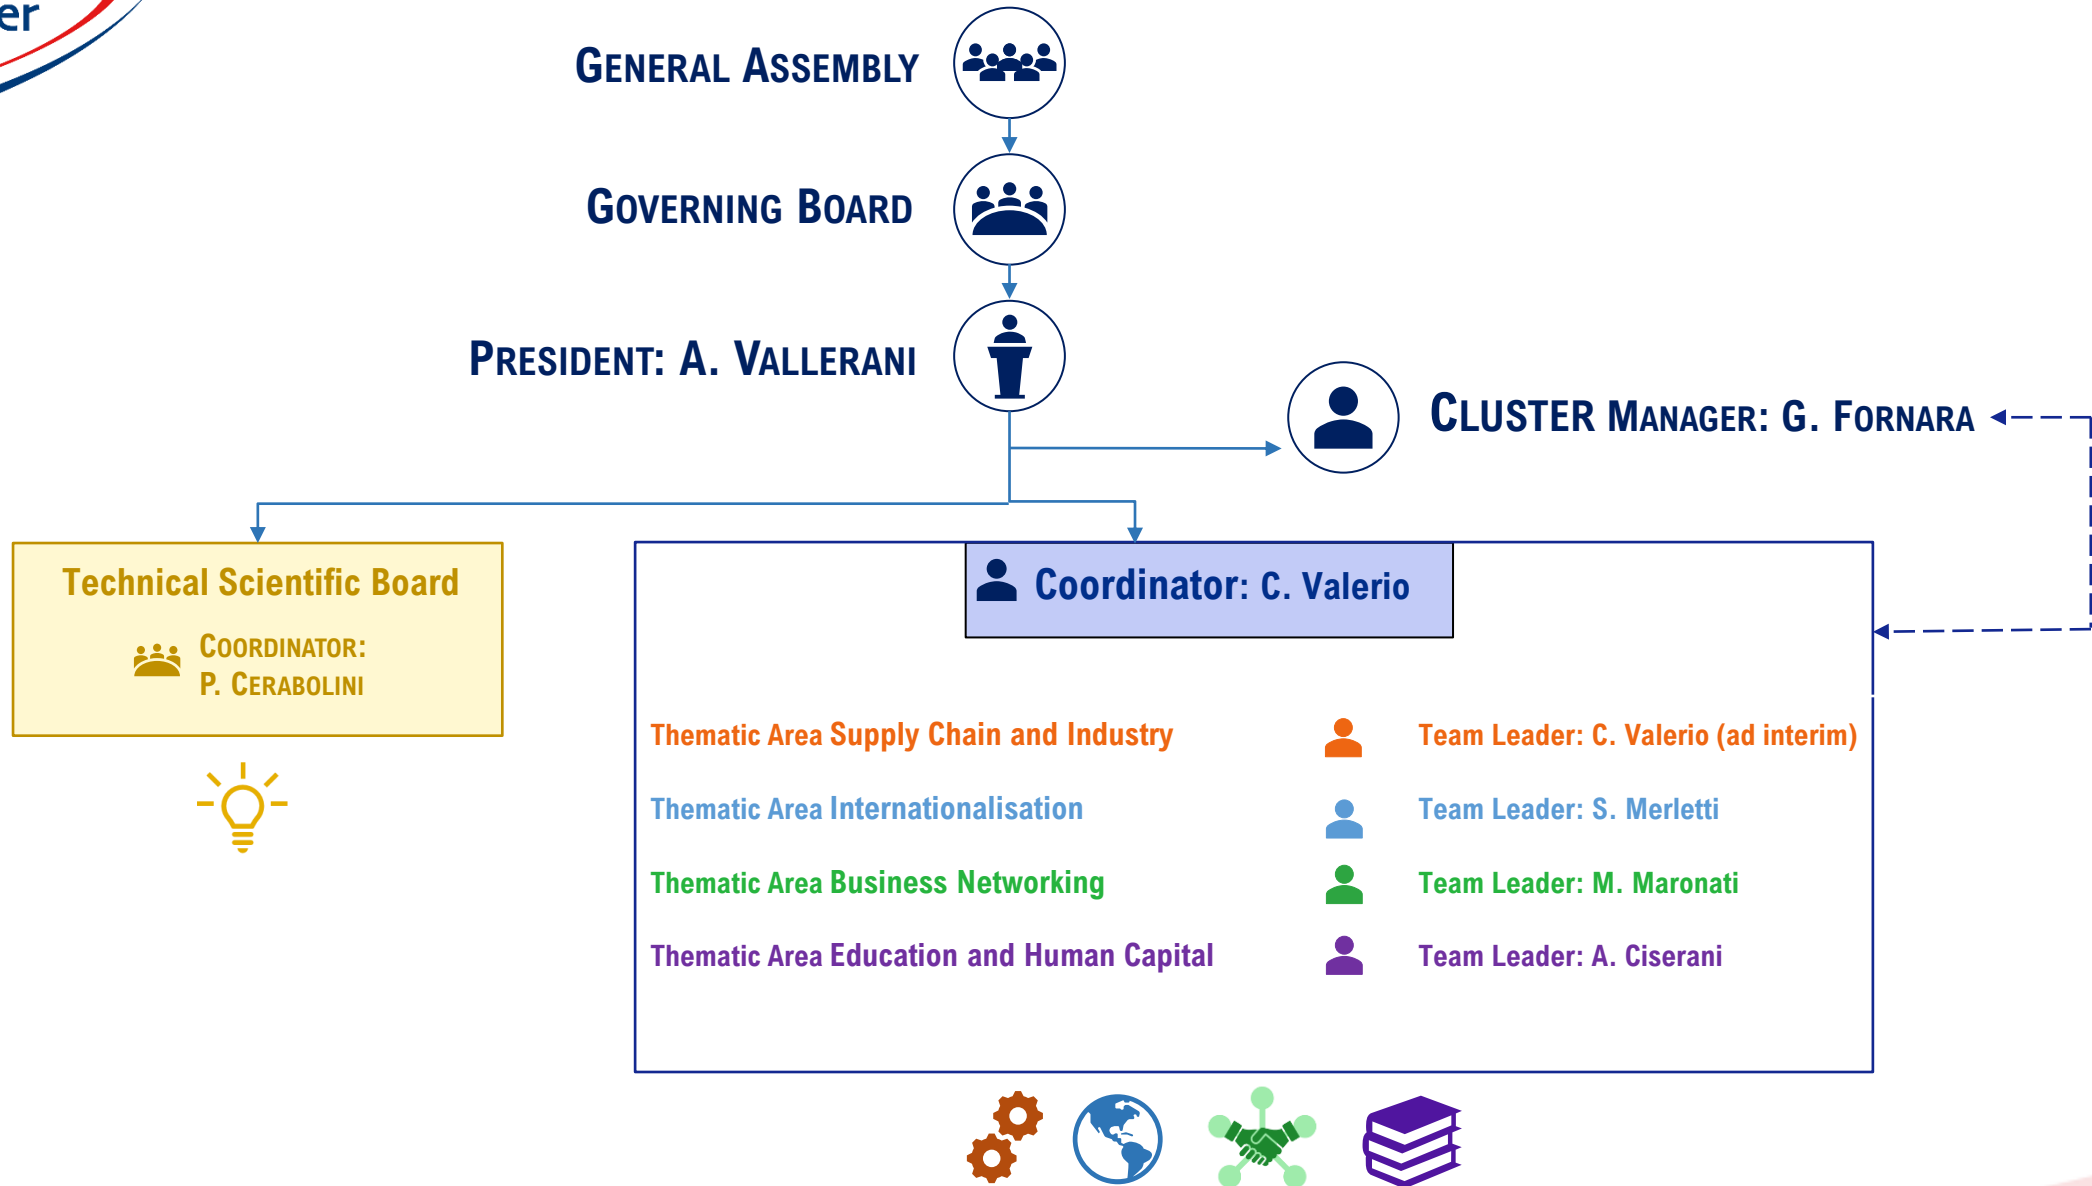 er
GENERAL ASSEMBLY
GOVERNING BOARD
PRESIDENT: A. VALLERANI
CLUSTER MANAGER: G. FORNARA
Technical Scientific Board
COORDINATOR:
P. CERABOLINI
Coordinator: C. Valerio
Thematic Area Supply Chain and Industry Team Leader: C. Valerio (ad interim)
Thematic Area Internationalisation Team Leader: S. Merletti
Thematic Area Business Networking Team Leader: M. Maronati
Thematic Area Education and Human Capital Team Leader: A. Ciserani